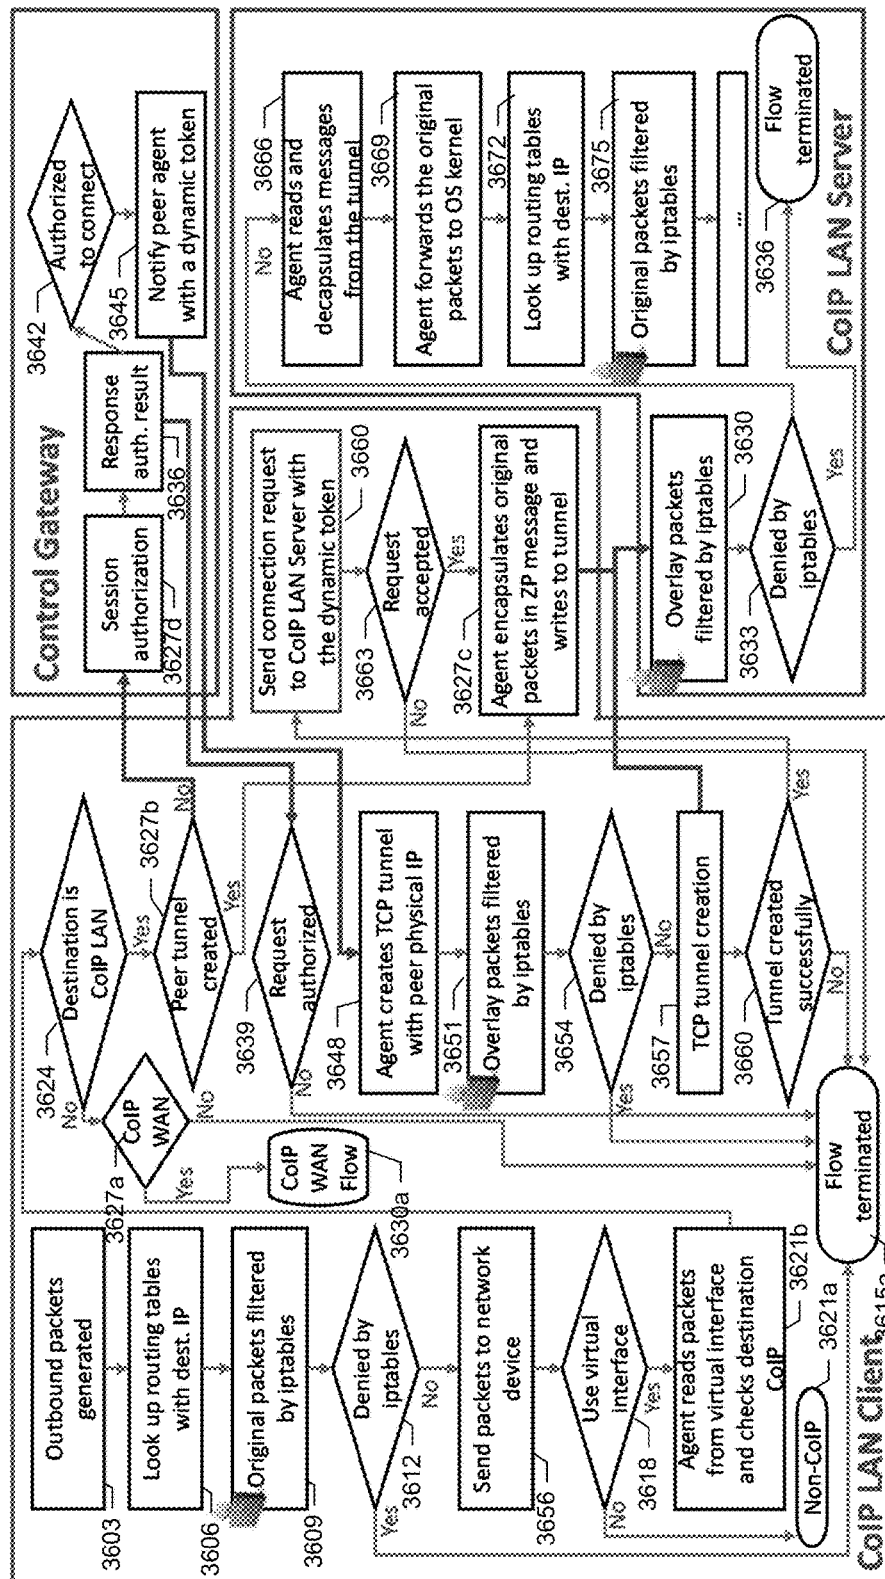 Outbound packets
generated
3603
Look up routing tables
with dest. IP
3606
Original packets filtered
by iptables
3609
Denied by
iptables
3612
Yes
No
Send packets to network
device
3656
Use virtual
interface
3618
No
Yes
Agent reads packets
from virtual interface
and checks destination
CoIP
3621b
Non-CoIP
3621a
3615a
CoIP LAN Client
Destination is
CoIP LAN
3624
No
Yes
CoIP
WAN
3627a
Yes
No
CoIP
WAN
Flow
3630a
Peer tunnel
created
3627b
No
Yes
Request
authorized
3639
No
Agent creates TCP tunnel
with peer physical IP
3648
Overlay packets filtered
by iptables
3651
Denied by
iptables
3654
Yes
No
TCP tunnel creation
3657
Tunnel created
successfully
3660
Yes
No
Flow
terminated
Control Gateway
Session
authorization
3627d
Response
auth. result
3636
Authorized
to connect
3642
Notify peer agent
with a dynamic token
3645
Send connection request
to CoIP LAN Server with
the dynamic token
3660
Request
accepted
3663
No
Yes
Agent encapsulates original
packets in ZP message and
writes to tunnel
3627c
Overlay packets
filtered by iptables
3630
Denied by
iptables
3633
No
Yes
Agent reads and
decapsulates messages
from the tunnel
3666
Agent forwards the original
packets to OS kernel
3669
Look up routing tables
with dest. IP
3672
Original packets filtered
by iptables
3675
...
Flow
terminated
3636
CoIP LAN Server